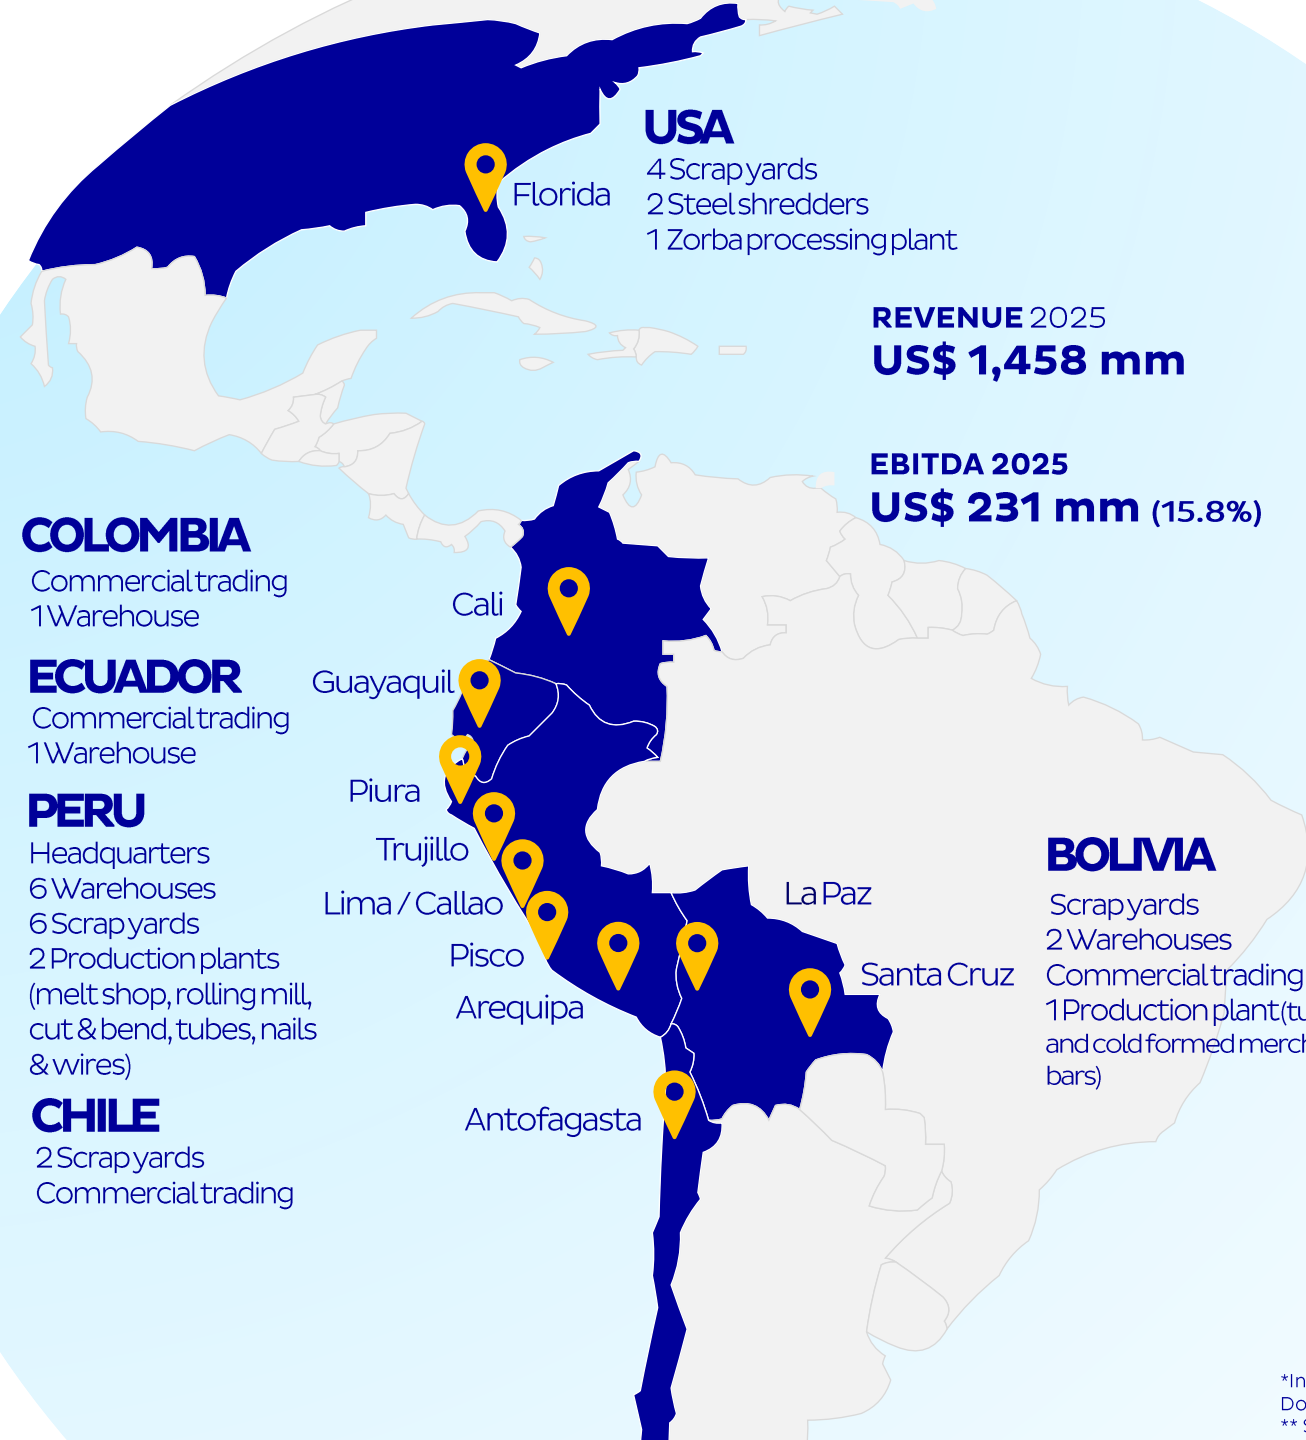 USA
4 Scrap yards
2 Steel shredders
1 Zorba processing plant
Florida
REVENUE 2025
US$ 1,458 mm
EBITDA 2025
US$ 231 mm (15.8%)
COLOMBIA
Commercial trading
1 Warehouse
ECUADOR
Commercial trading
1 Warehouse
PERU
Headquarters
6 Warehouses
6 Scrap yards
2 Production plants
(melt shop, rolling mill,
cut & bend, tubes, nails
& wires)
CHILE
2 Scrap yards
Commercial trading
Cali
Guayaquil
Piura
Trujillo
Lima / Callao
Pisco
Arequipa
Antofagasta
La Paz
Santa Cruz
BOLIVIA
Scrap yards
2 Warehouses
Commercial trading
1 Production plant
and cold formed
bars)